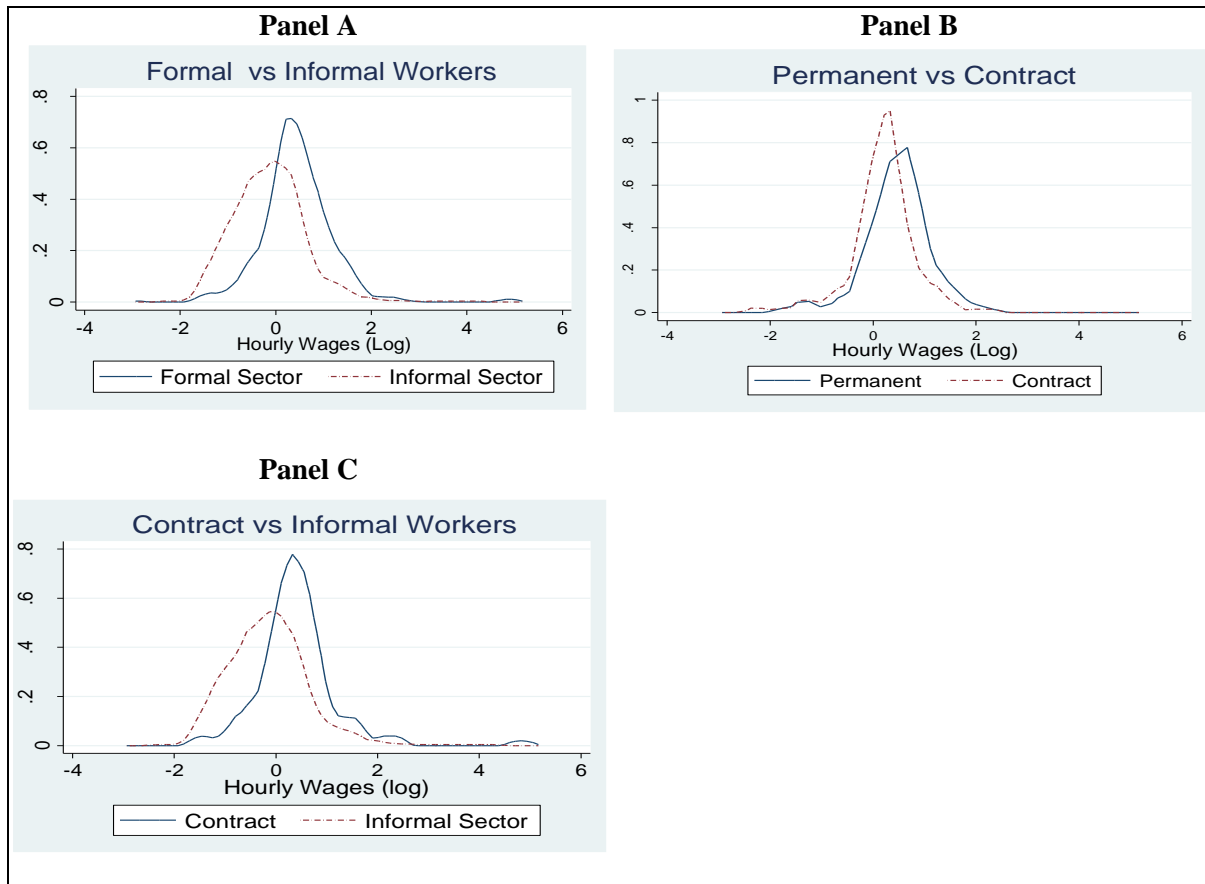 Panel A
Formal vs Informal Workers
.8
.6
.4
.2
0
-4 -2 0 2 4 6
Hourly Wages (Log)
Formal Sector Informal Sector
Panel B
Permanent vs Contract
1
.8
.6
.4
.2
0
-4 -2 0 2 4 6
Hourly Wages (Log)
Permanent Contract
Panel C
Contract vs Informal Workers
.8
.6
.4
.2
0
-4 -2 0 2 4 6
Hourly Wages (log)
Contract Informal Sector